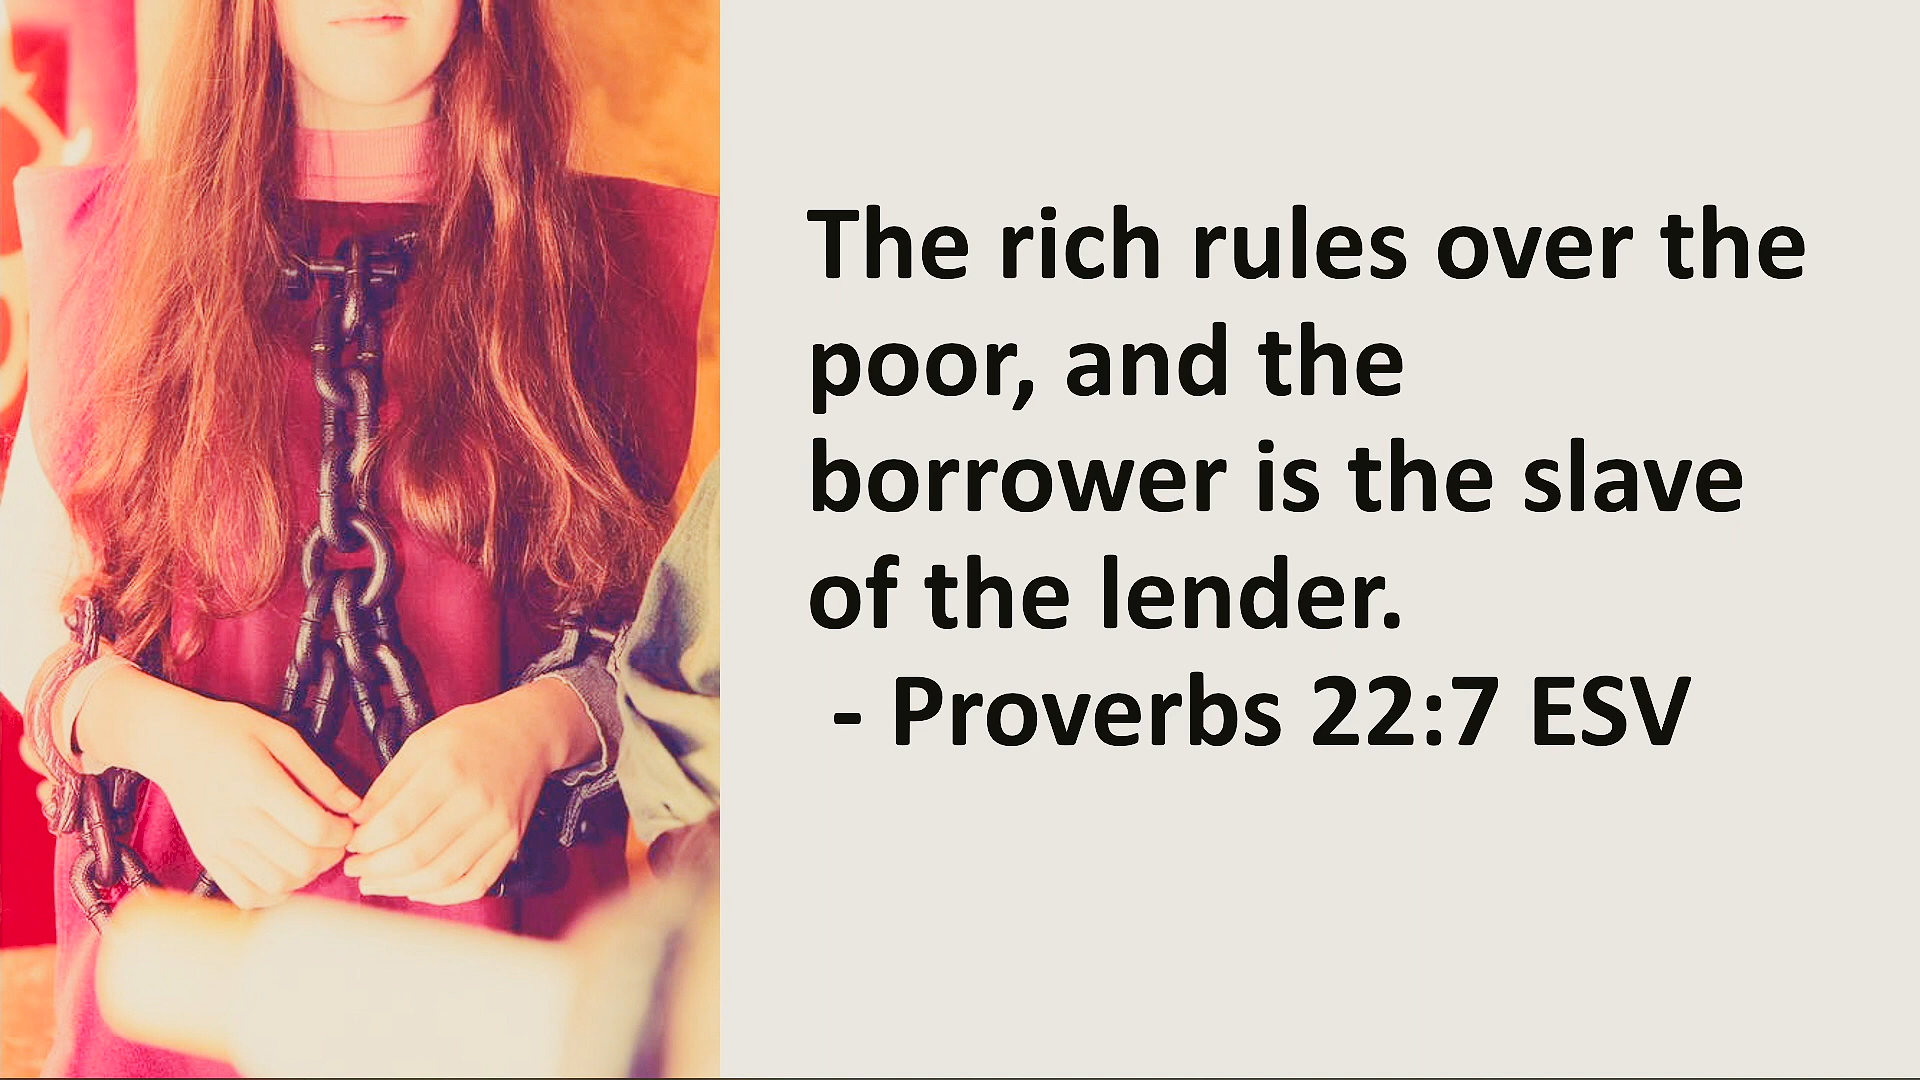 The rich rules over the
poor, and the
borrower is the slave
of the lender.
- Proverbs 22:7 ESV